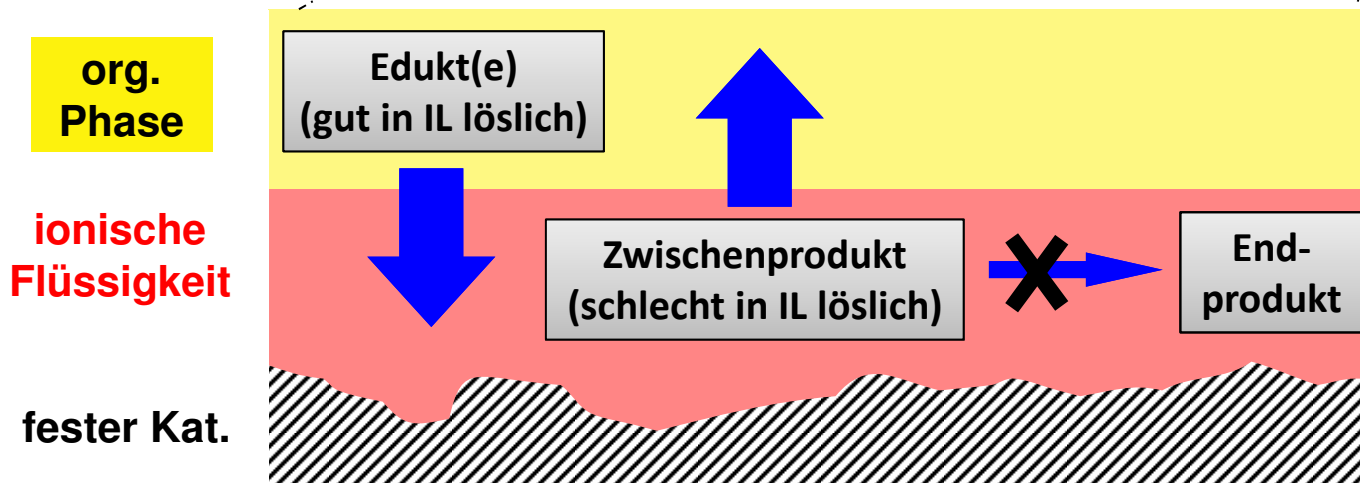 org.
Phase
Edukt(e)
(gut in IL löslich)
ionische
Flüssigkeit
Zwischenprodukt
(schlecht in IL löslich)
End-
produkt
fester Kat.